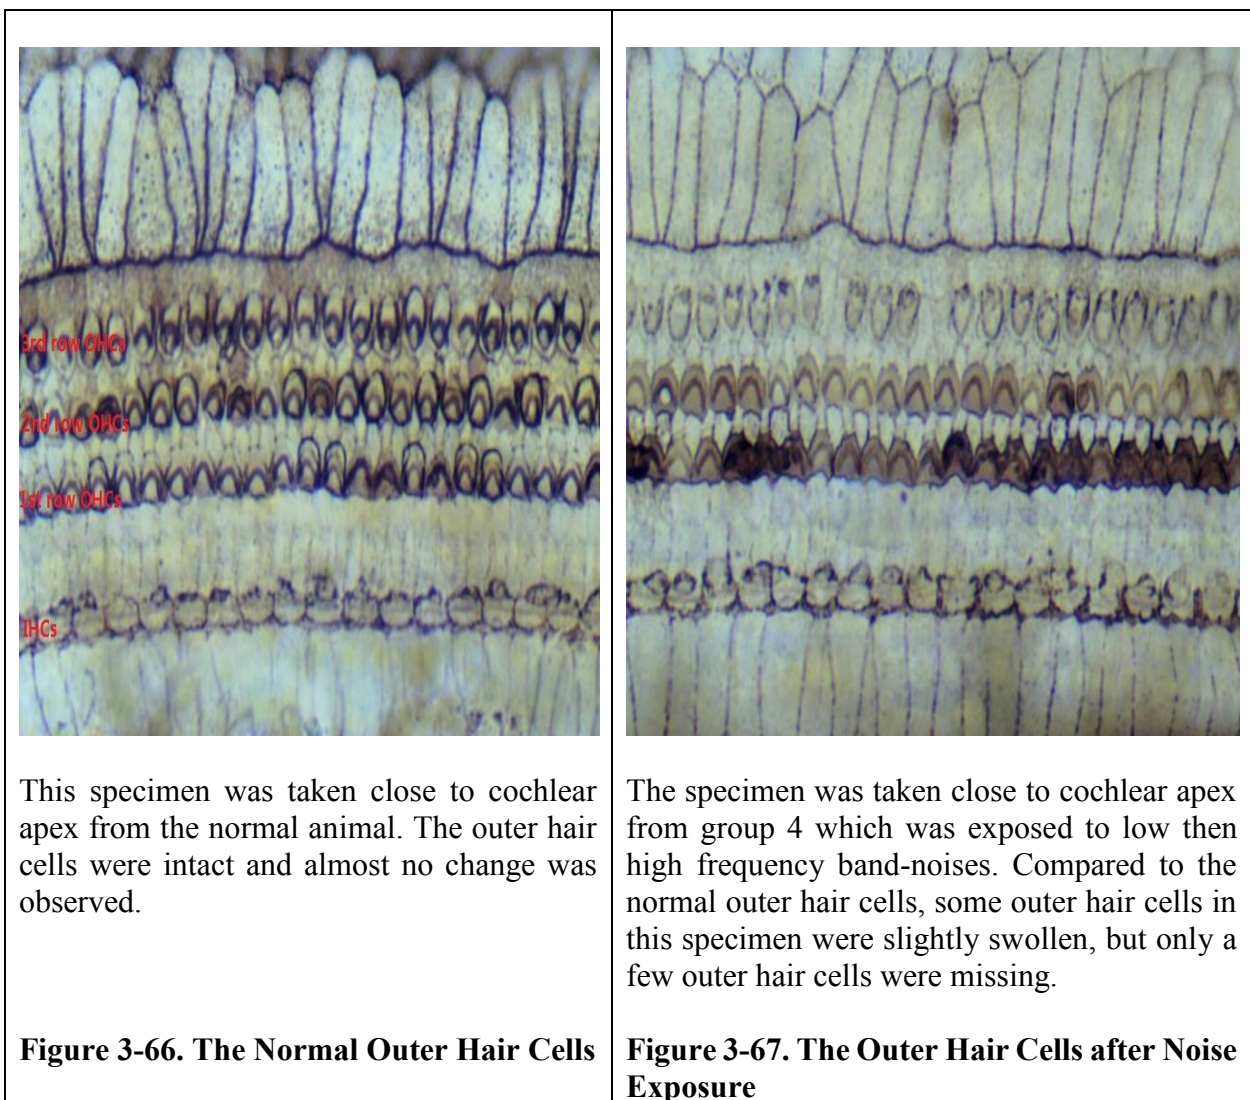 3rd row OHCs
2nd row OHCs
1st row OHCs
IHCs
This specimen was taken close to cochlear
apex from the normal animal. The outer hair
cells were intact and almost no change was
observed.
Figure 3-66. The Normal Outer Hair Cells
The specimen was taken close to cochlear apex
from group 4 which was exposed to low then
high frequency band-noises. Compared to the
normal outer hair cells, some outer hair cells in
this specimen were slightly swollen, but only a
few outer hair cells were missing.
Figure 3-67. The Outer Hair Cells after Noise
Exposure